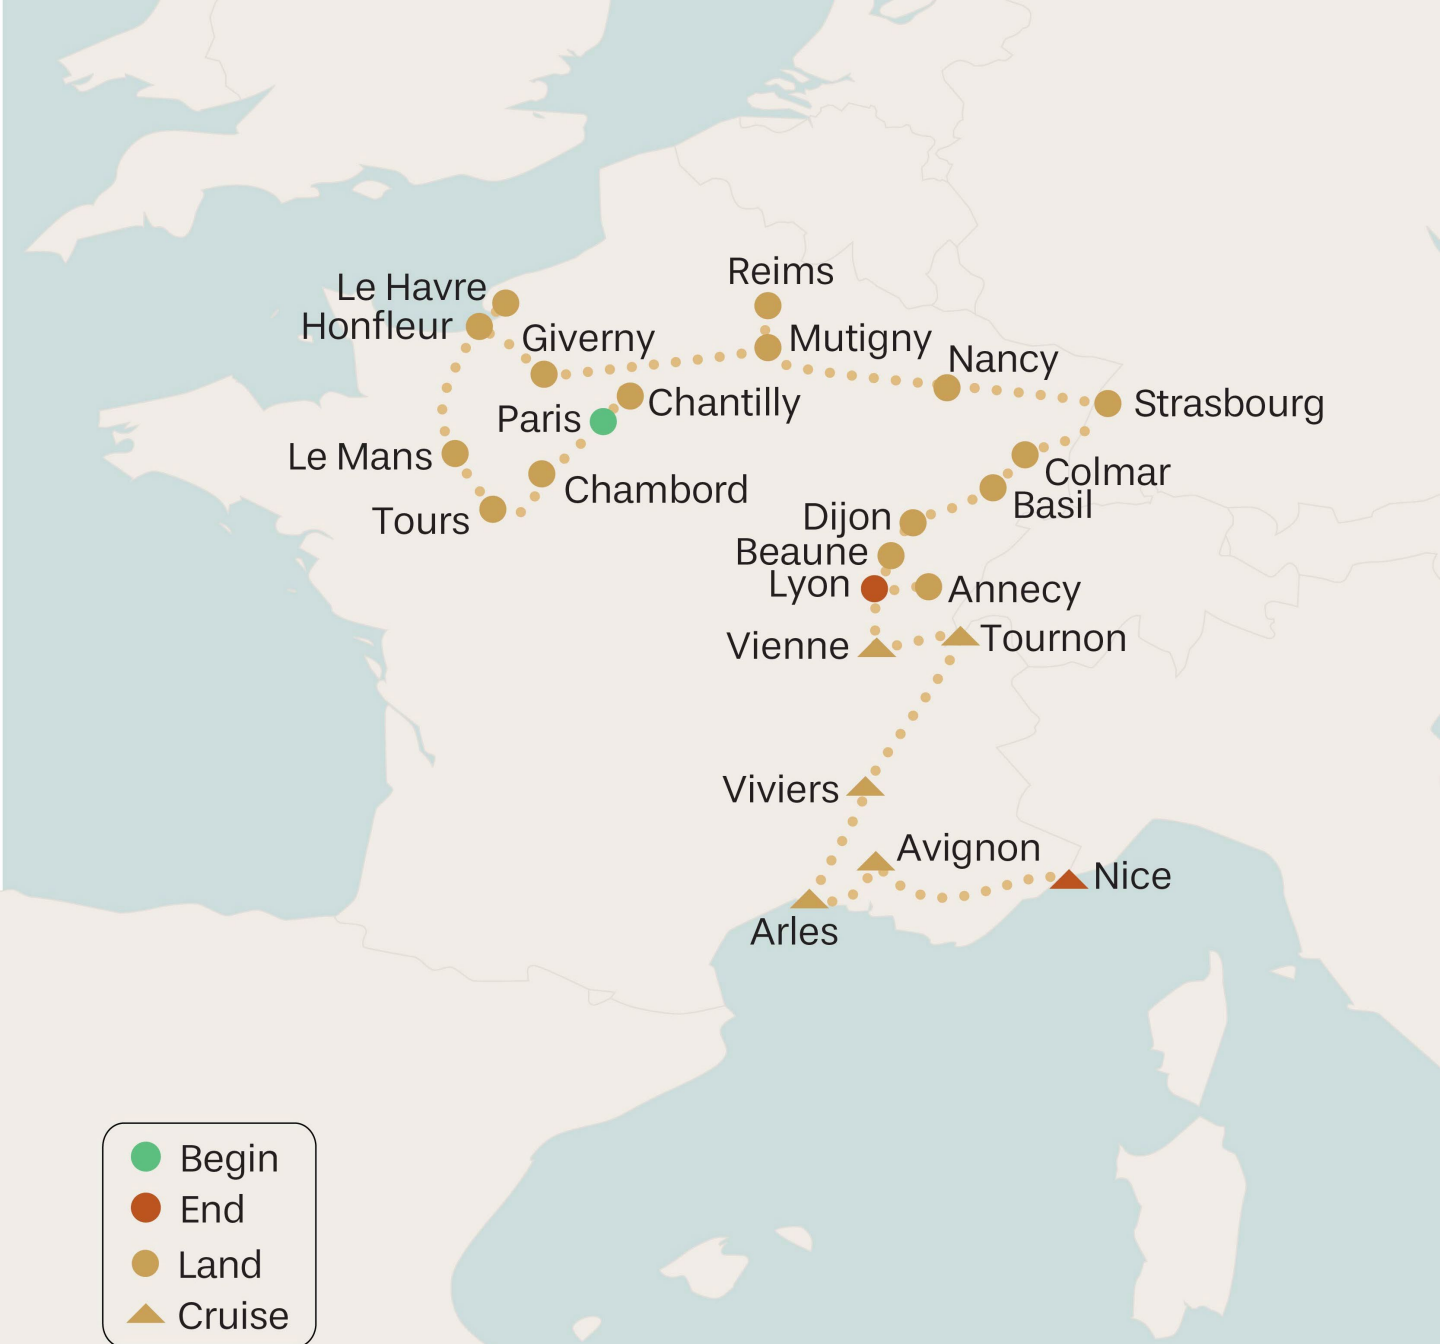 Reims
Le Havre
Honfleur
Giverny
Mutigny
Nancy
Chantilly
Strasbourg
Paris
Le Mans
Colmar
Chambord
Basil
Tours
Dijon
Beaune
Lyon
Annecy
Vienne
Tournon
Viviers
Avignon
Nice
Arles
Begin
End
Land
Cruise